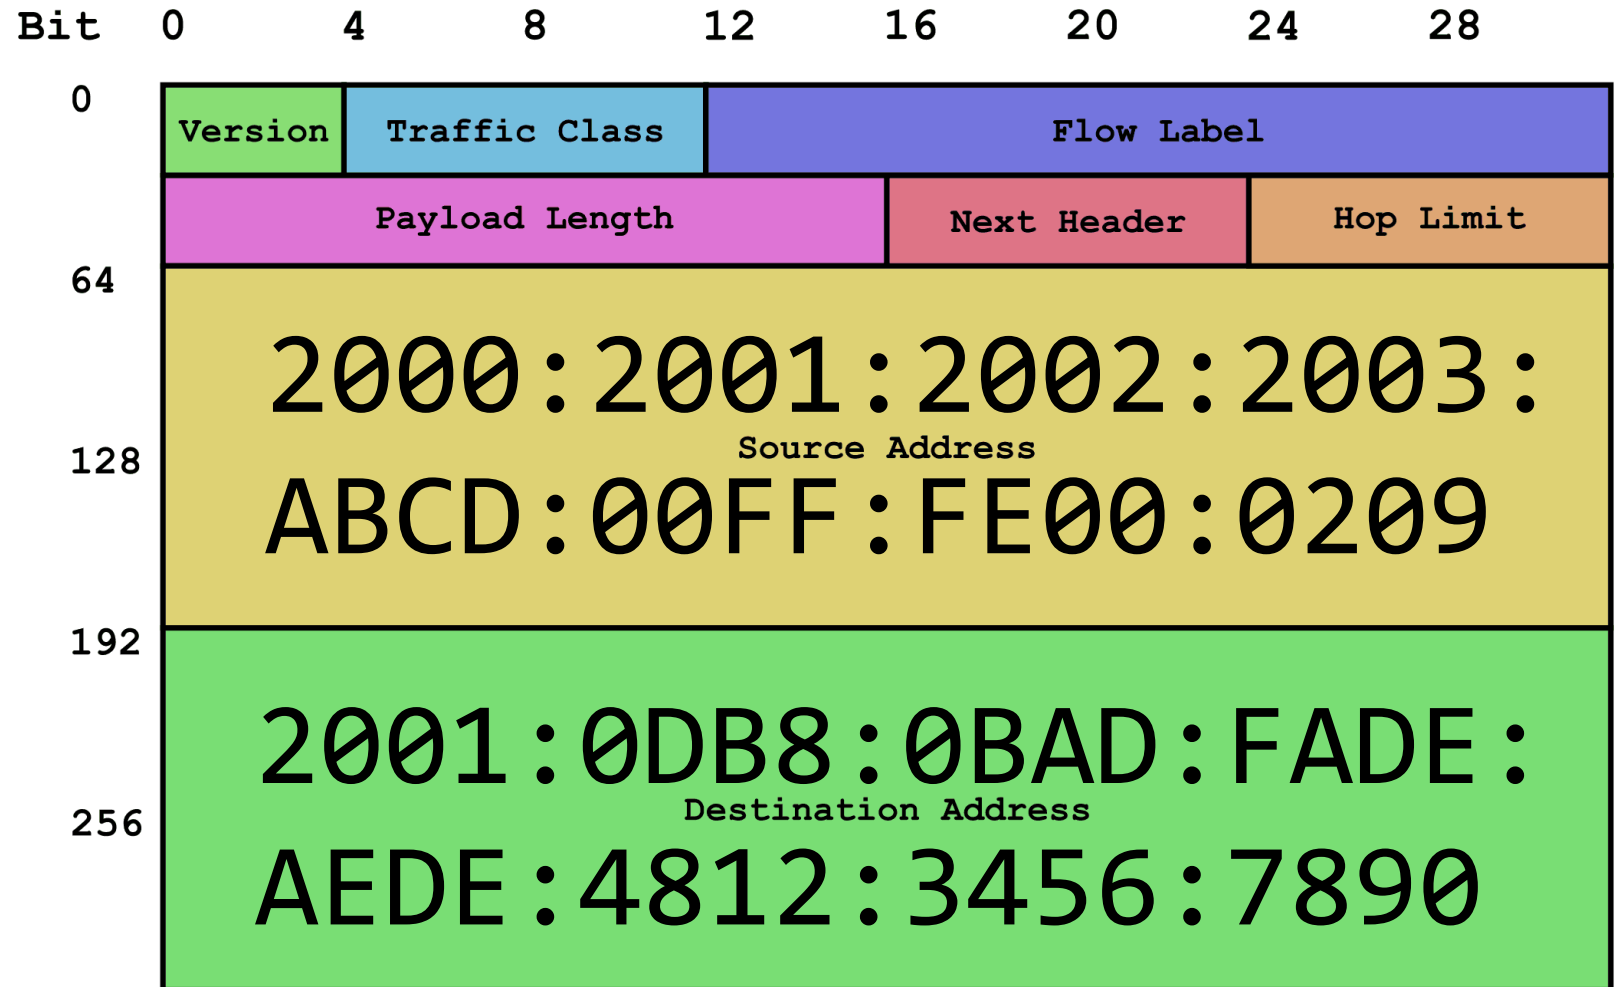 Bit 0 4 8 12 16 20 24 28
0
Version Traffic Class Flow Label
Payload Length Next Header Hop Limit
64
2000:2001:2002:2003:
Source Address
128
ABCD:00FF:FE00:0209
192
2001:0DB8:0BAD:FADE:
Destination Address
256
AEDE:4812:3456:7890